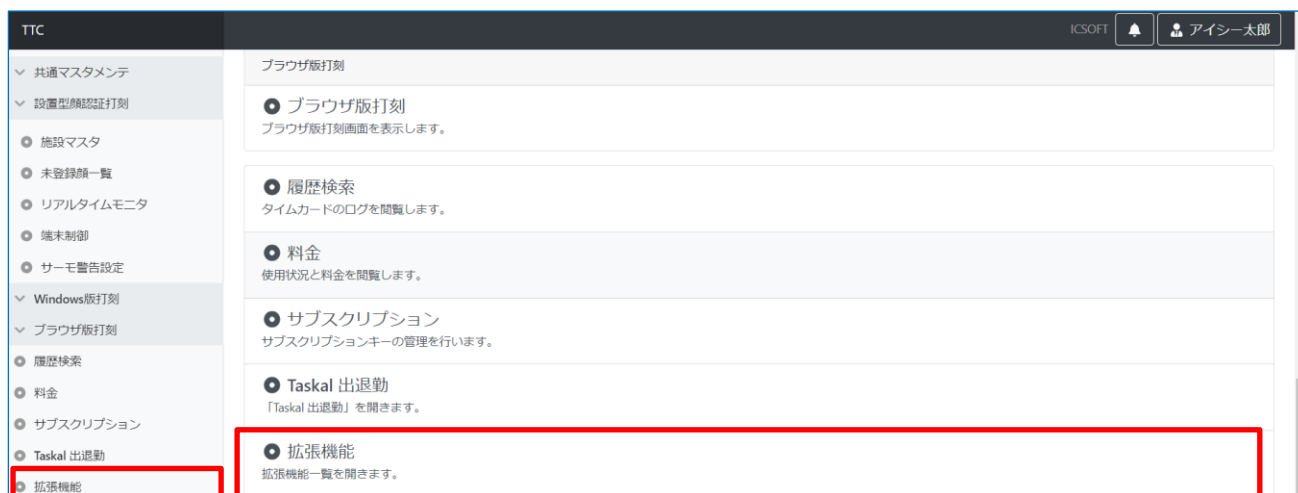 TTC
ICSOFT
アイシー太郎
共通マスタメンテ
設置型顔認証打刻
施設マスタ
未登録顔一覧
リアルタイムモニタ
端末制御
サーモ警告設定
Windows版打刻
ブラウザ版打刻
履歴検索
料金
サブスクリプション
Taskal 出退勤
拡張機能
ブラウザ版打刻
ブラウザ版打刻
ブラウザ版打刻画面を表示します。
履歴検索
タイムカードのログを閲覧します。
料金
使用状況と料金を閲覧します。
サブスクリプション
サブスクリプションキーの管理を行います。
Taskal 出退勤
「Taskal 出退勤」を開きます。
拡張機能
拡張機能一覧を開きます。